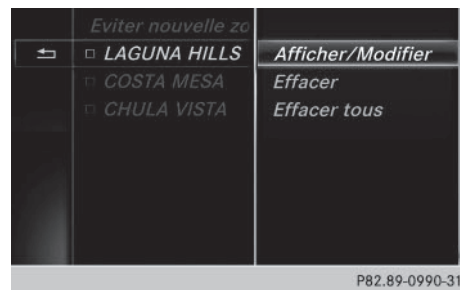 Eviter nouvelle zo
LAGUNA HILLS
COSTA MESA
CHULA VISTA
Afficher/Modifier
Effacer
Effacer tous
P82.89-0990-31